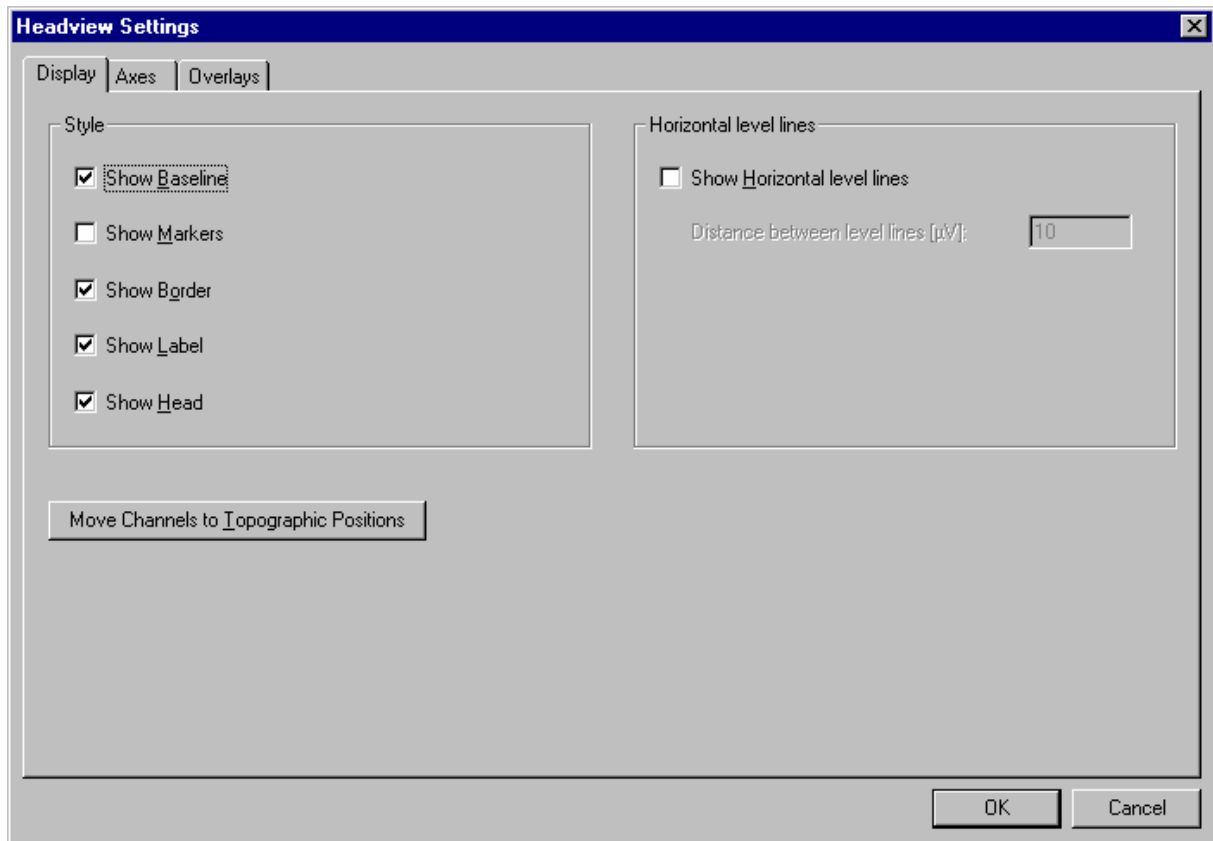 Headview Settings
Display Axes Overlays
Style
Show Baseline
Show Markers
Show Border
Show Label
Show Head
Horizontal level lines
Show Horizontal level lines
Distance between level lines [µV]: 10
Move Channels to Topographic Positions
OK Cancel